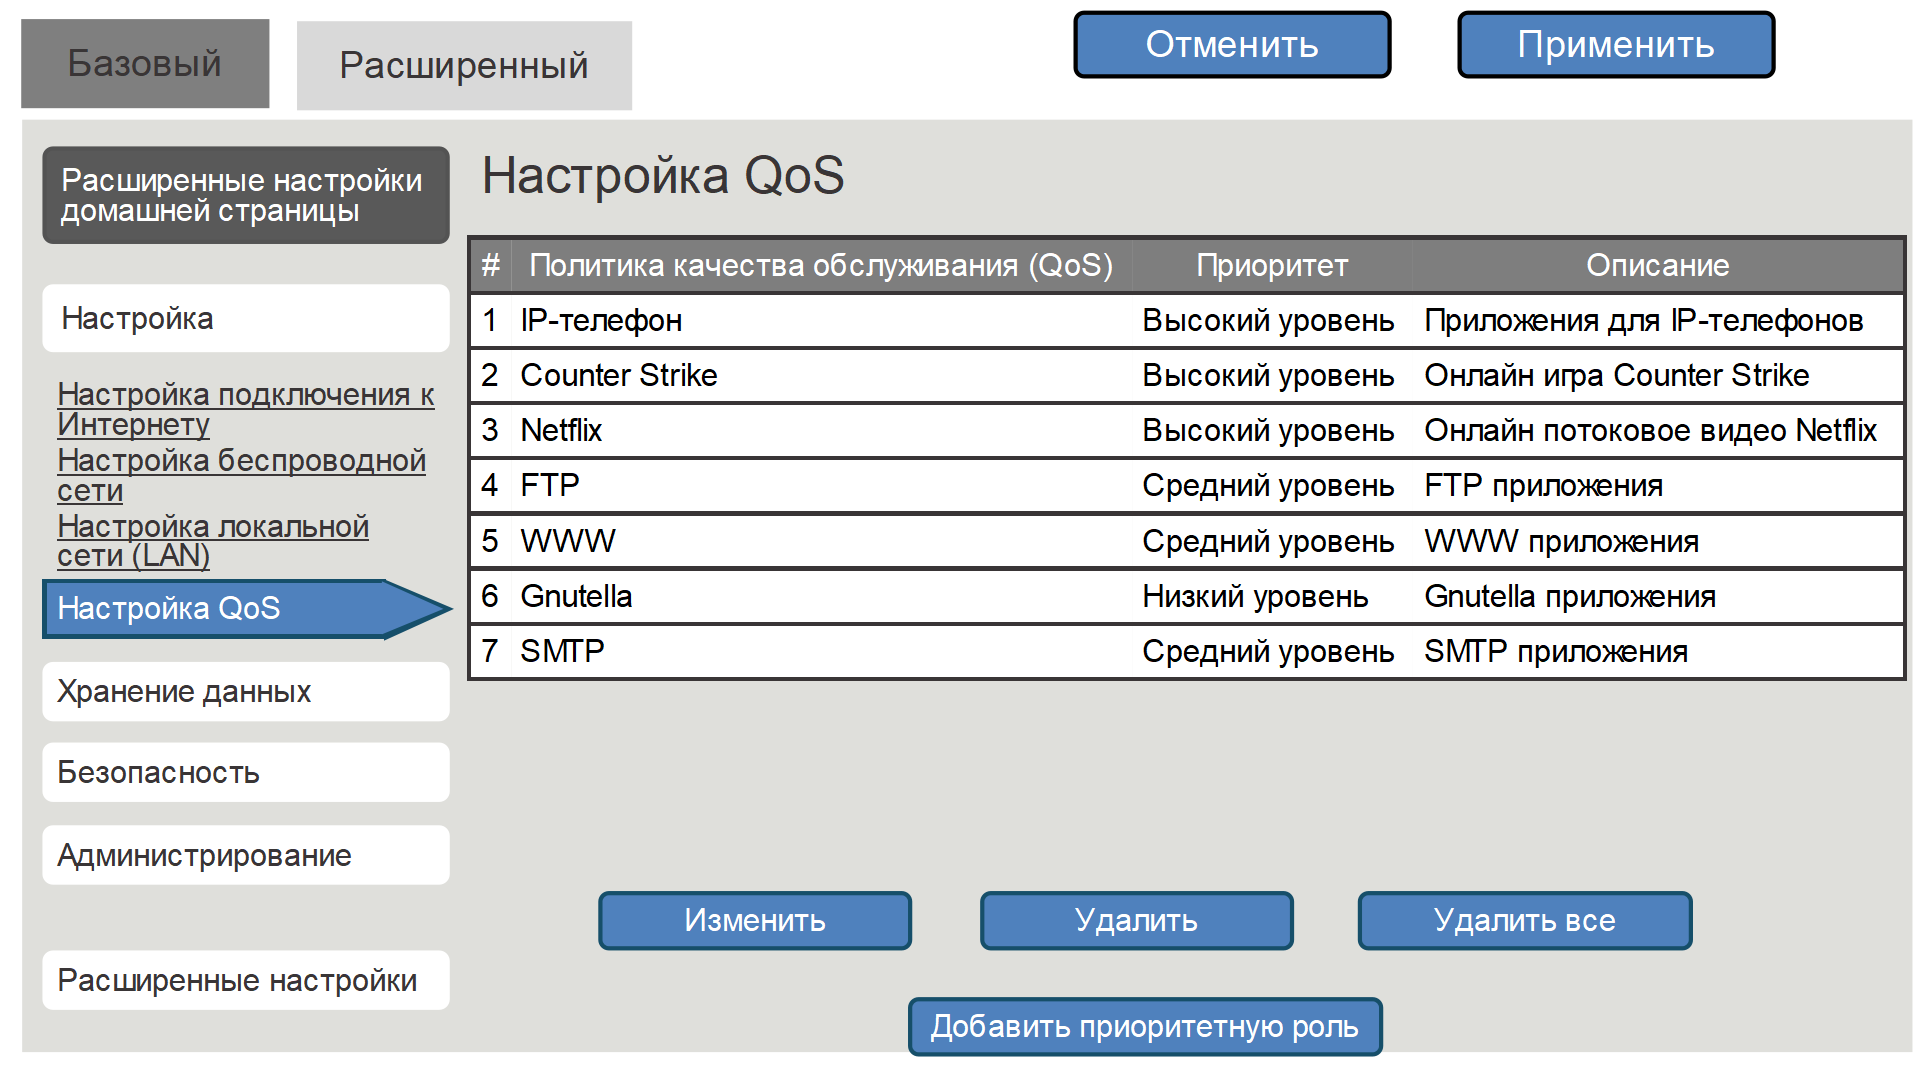 Базовый
Расширенный
Отменить
Применить
Расширенные настройки
домашней страницы
Настройка
Настройка подключения к
Интернету
Настройка беспроводной
сети
Настройка локальной
сети (LAN)
Настройка QoS
Хранение данных
Безопасность
Администрирование
Расширенные настройки
Настройка QoS
# Политика качества обслуживания (QoS) Приоритет Описание
1 IP-телефон Высокий уровень Приложения для IP-телефонов
2 Counter Strike Высокий уровень Онлайн игра Counter Strike
3 Netflix Высокий уровень Онлайн потоковое видео Netflix
4 FTP Средний уровень FTP приложения
5 WWW Средний уровень WWW приложения
6 Gnutella Низкий уровень Gnutella приложения
7 SMTP Средний уровень SMTP приложения
Изменить
Удалить
Удалить все
Добавить приоритетную роль